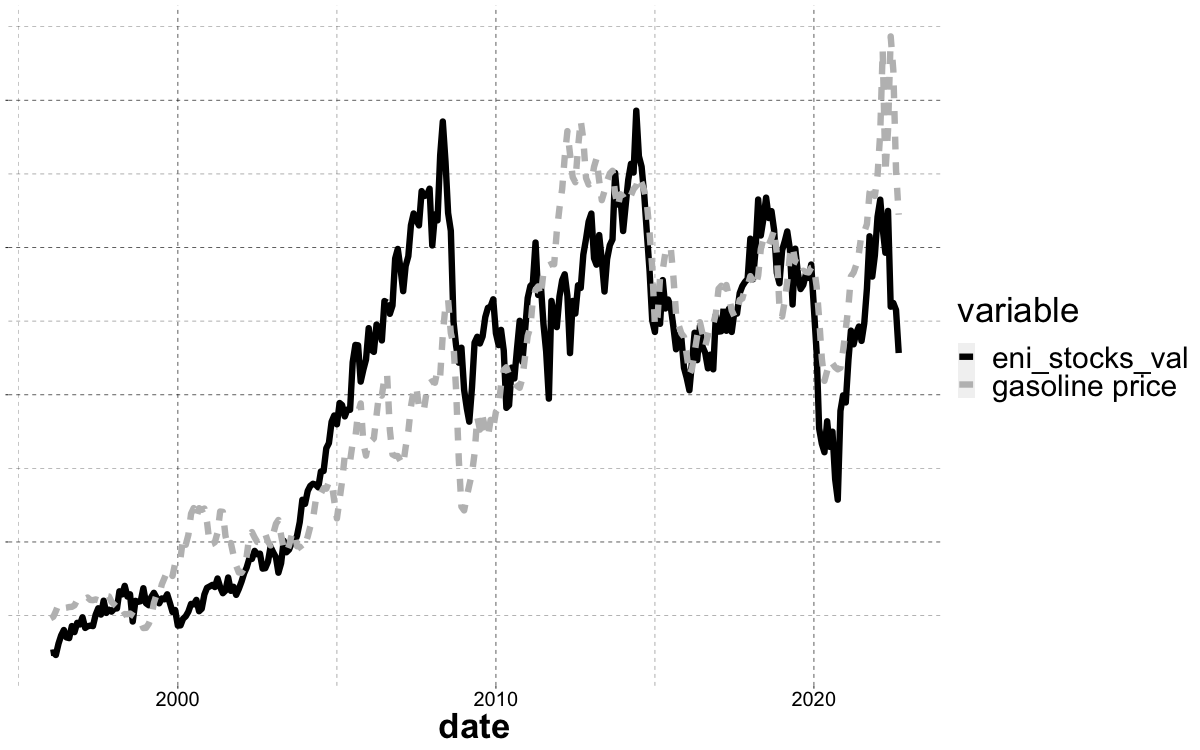 variable
eni_stocks_val
gasoline price
2000 2010 2020
date